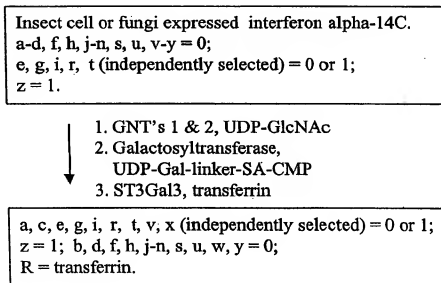 Insect cell or fungi expressed interferon alpha-14C.
a-d, f, h, j-n, s, u, v-y = 0;
e, g, i, r, t (independently selected) = 0 or 1;
z = 1.
1. GNT's 1 & 2, UDP-GlcNAc
2. Galactosyltransferase,
UDP-Gal-linker-SA-CMP
3. ST3Gal3, transferrin
a, c, e, g, i, r, t, v, x (independently selected) = 0 or 1;
z = 1; b, d, f, h, j-n, s, u, w, y = 0;
R = transferrin.